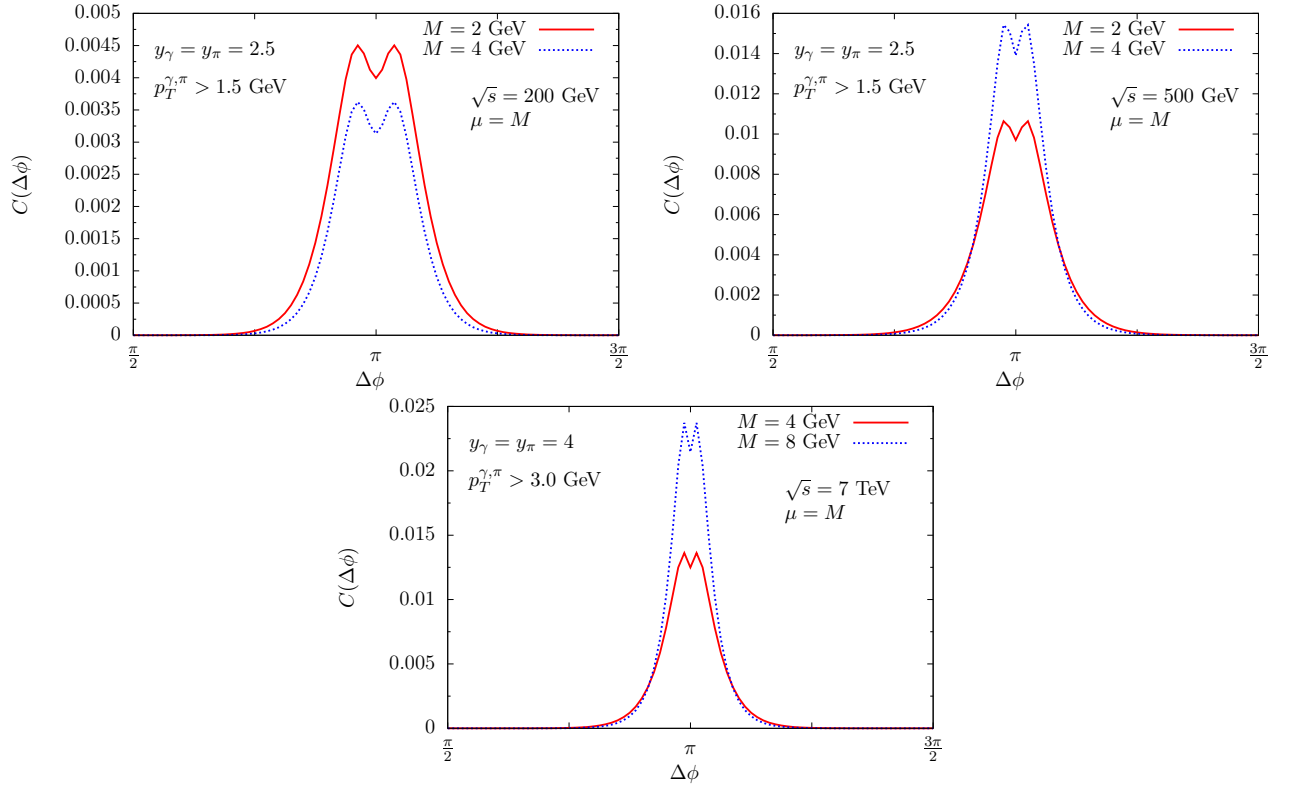 0.005
0.0045
0.004
0.0035
0.003
0.0025
0.002
0.0015
0.001
0.0005
0
C(Δϕ)
M = 2 GeV
M = 4 GeV
y_γ = y_π = 2.5
p_T^{γ,π} > 1.5 GeV
√s = 200 GeV
μ = M
π/2
π
3π/2
Δϕ
0.016
0.014
0.012
0.01
0.008
0.006
0.004
0.002
0
C(Δϕ)
M = 2 GeV
M = 4 GeV
y_γ = y_π = 2.5
p_T^{γ,π} > 1.5 GeV
√s = 500 GeV
μ = M
π/2
π
3π/2
Δϕ
0.025
0.02
0.015
0.01
0.005
0
C(Δϕ)
M = 4 GeV
M = 8 GeV
y_γ = y_π = 4
p_T^{γ,π} > 3.0 GeV
√s = 7 TeV
μ = M
π/2
π
3π/2
Δϕ